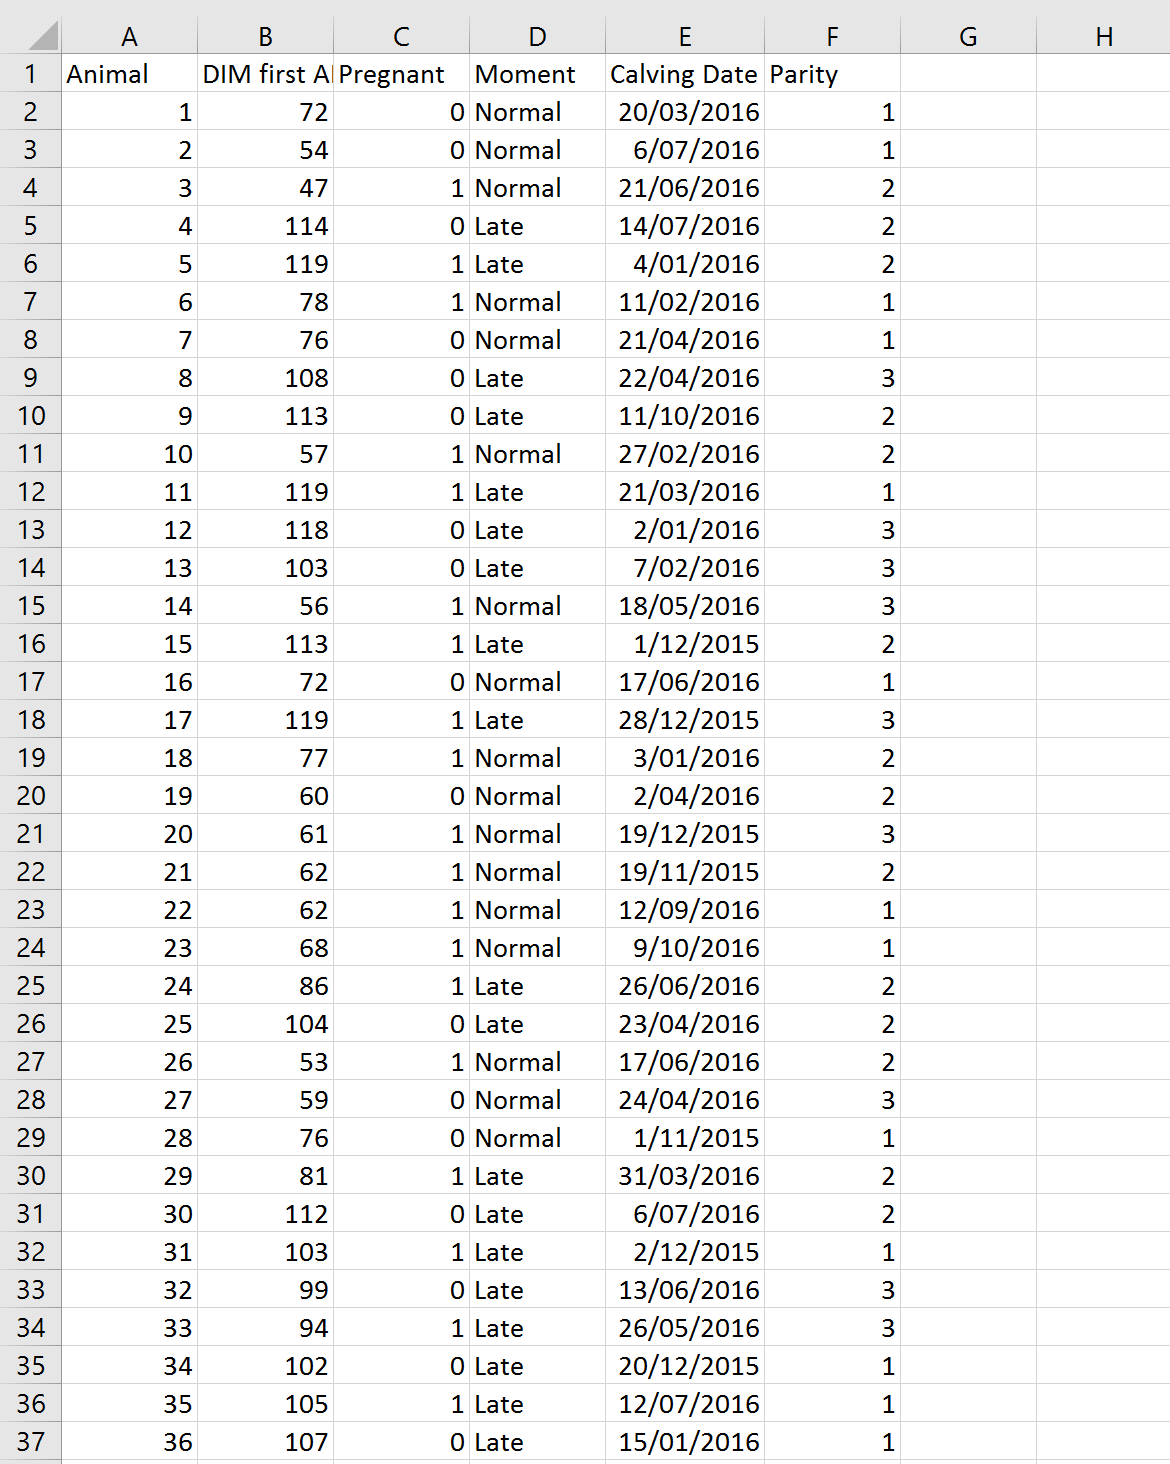 A B C D E F G H
1 Animal DIM first AI Pregnant Moment Calving Date Parity
2 1 72 0 Normal 20/03/2016 1
3 2 54 0 Normal 6/07/2016 1
4 3 47 1 Normal 21/06/2016 2
5 4 114 0 Late 14/07/2016 2
6 5 119 1 Late 4/01/2016 2
7 6 78 1 Normal 11/02/2016 1
8 7 76 0 Normal 21/04/2016 1
9 8 108 0 Late 22/04/2016 3
10 9 113 0 Late 11/10/2016 2
11 10 57 1 Normal 27/02/2016 2
12 11 119 1 Late 21/03/2016 1
13 12 118 0 Late 2/01/2016 3
14 13 103 0 Late 7/02/2016 3
15 14 56 1 Normal 18/05/2016 3
16 15 113 1 Late 1/12/2015 2
17 16 72 0 Normal 17/06/2016 1
18 17 119 1 Late 28/12/2015 3
19 18 77 1 Normal 3/01/2016 2
20 19 60 0 Normal 2/04/2016 2
21 20 61 1 Normal 19/12/2015 3
22 21 62 1 Normal 19/11/2015 2
23 22 62 1 Normal 12/09/2016 1
24 23 68 1 Normal 9/10/2016 1
25 24 86 1 Late 26/06/2016 2
26 25 104 0 Late 23/04/2016 2
27 26 53 1 Normal 17/06/2016 2
28 27 59 0 Normal 24/04/2016 3
29 28 76 0 Normal 1/11/2015 1
30 29 81 1 Late 31/03/2016 2
31 30 112 0 Late 6/07/2016 2
32 31 103 1 Late 2/12/2015 1
33 32 99 0 Late 13/06/2016 3
34 33 94 1 Late 26/05/2016 3
35 34 102 0 Late 20/12/2015 1
36 35 105 1 Late 12/07/2016 1
37 36 107 0 Late 15/01/2016 1